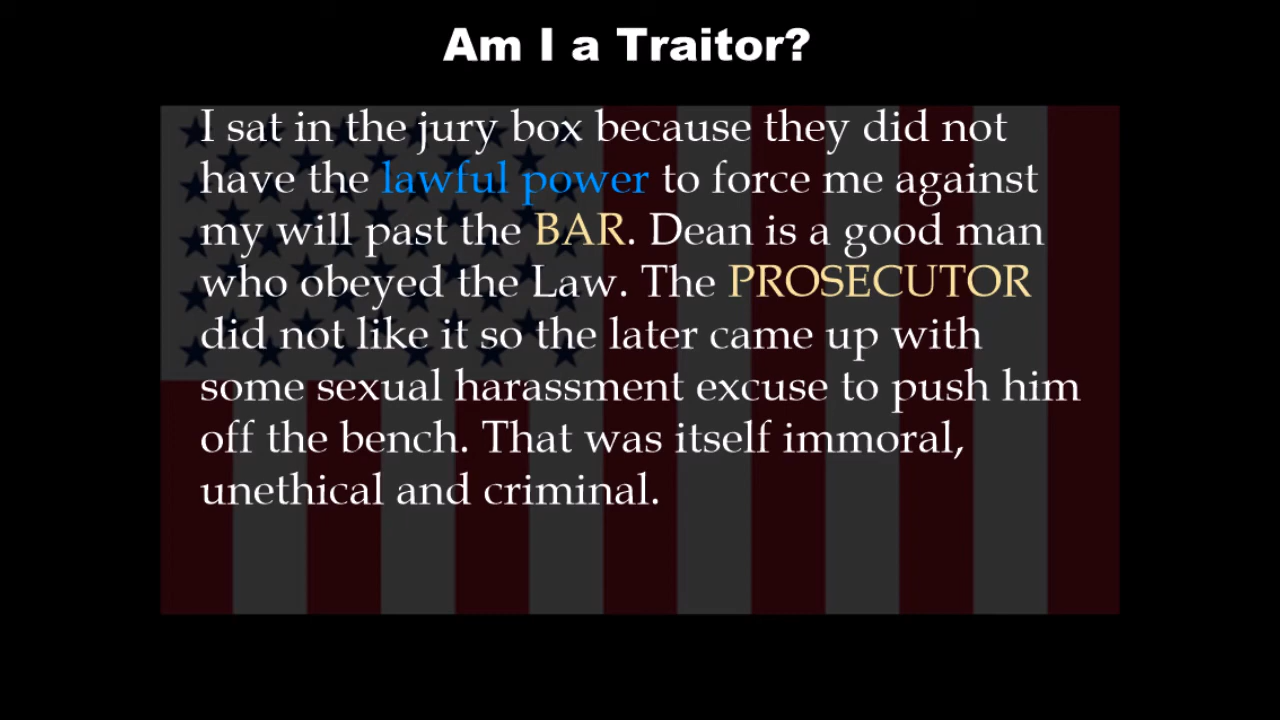 Am I a Traitor?
I sat in the jury box because they did not
have the lawful power to force me against
my will past the BAR. Dean is a good man
who obeyed the Law. The PROSECUTOR
did not like it so the later came up with
some sexual harassment excuse to push him
off the bench. That was itself immoral,
unethical and criminal.